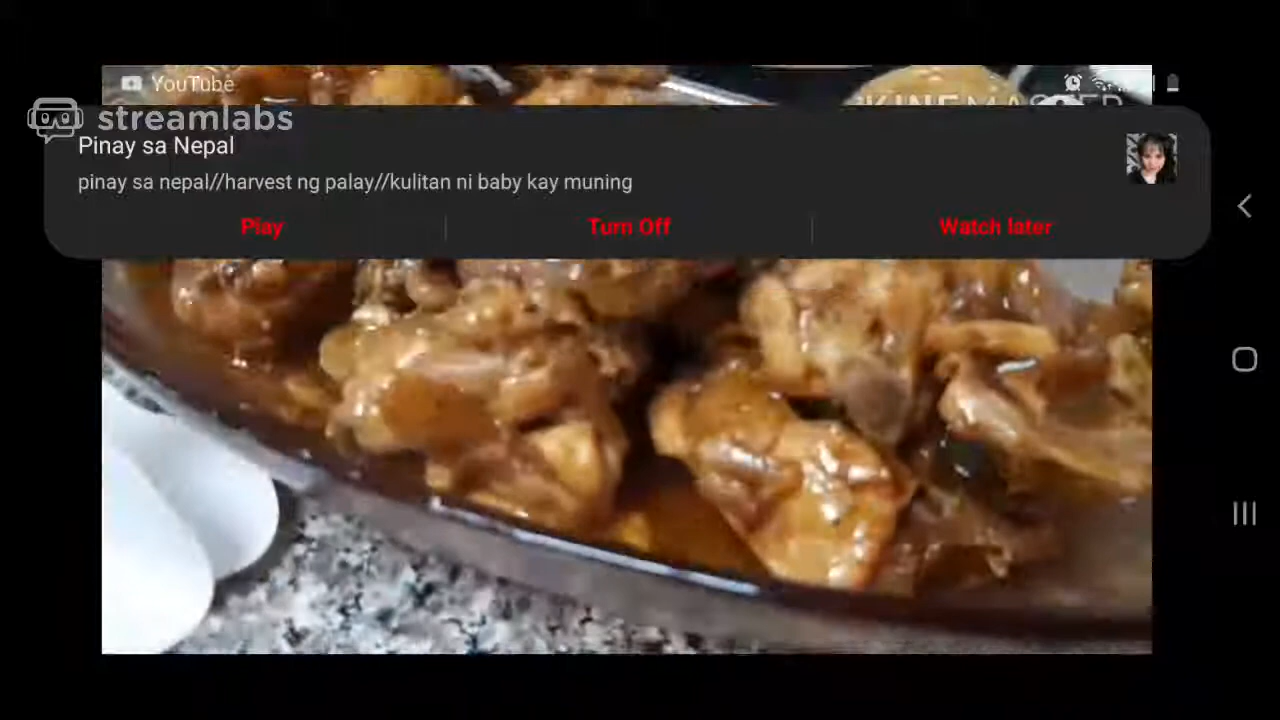 YouTube
KINEMASTER
streamlabs
Pinay sa Nepal
pinay sa nepal//harvest ng palay//kulitan ni baby kay muning
Play
Turn Off
Watch later